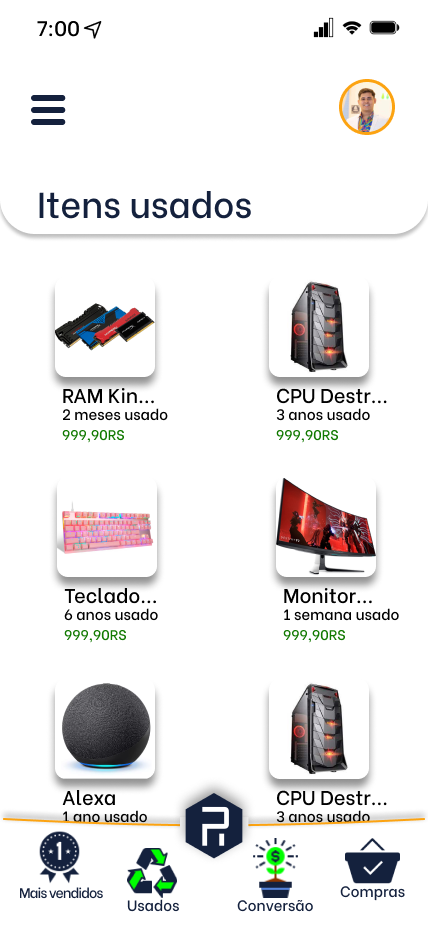 7:00
Itens usados
RAM Kin...
2 meses usado
999,90RS
CPU Destr...
3 anos usado
999,90RS
Teclado...
6 anos usado
999,90RS
Monitor...
1 semana usado
999,90RS
Alexa
1 ano usado
CPU Destr...
3 anos usado
1
$
Mais vendidos
Usados
Conversão
Compras